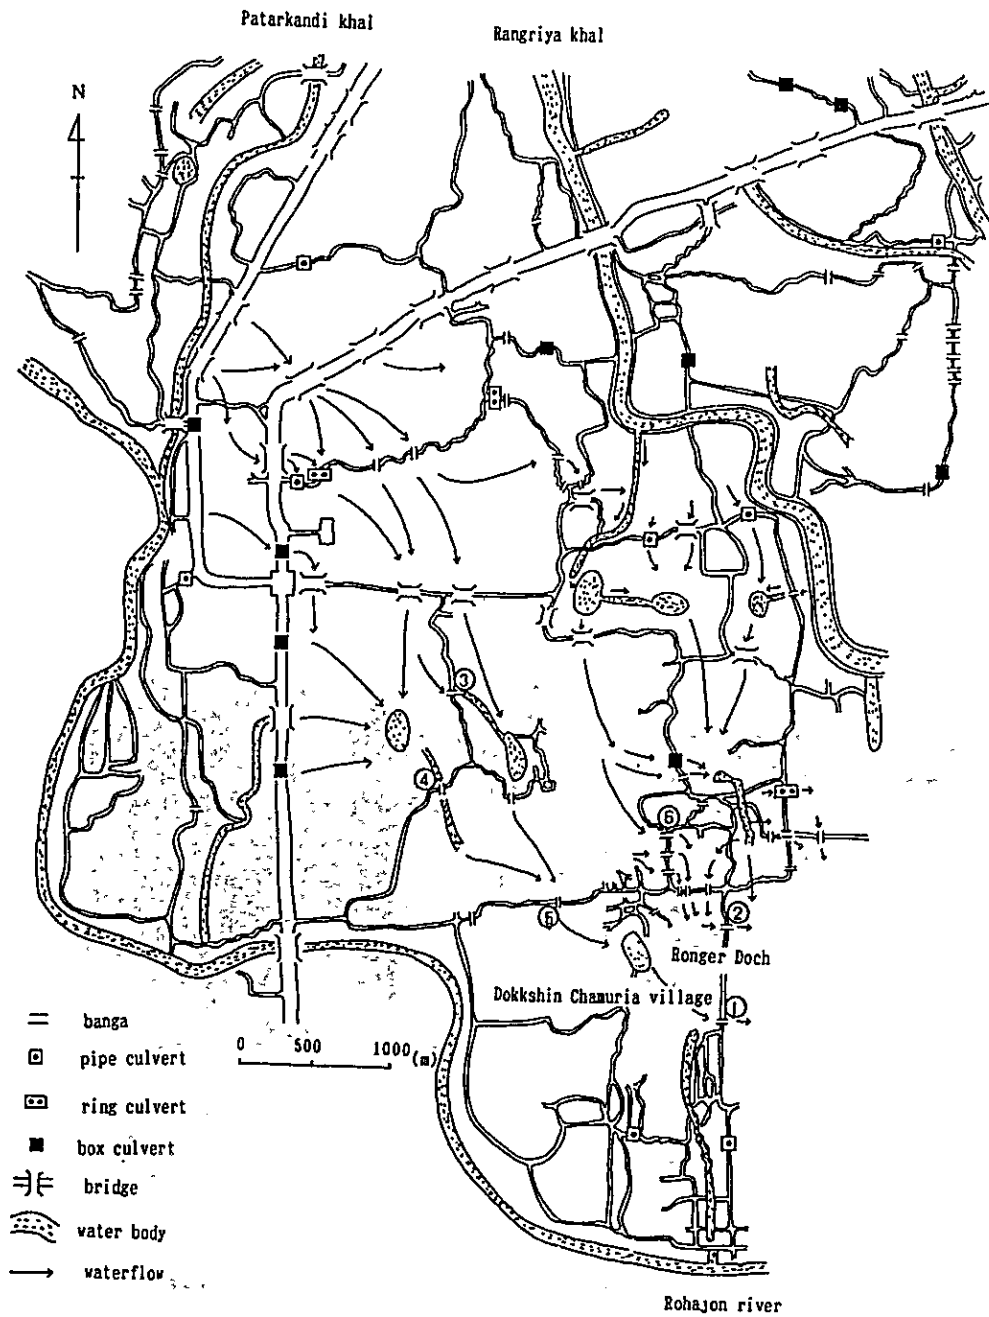 Patarkandi khal
Rangriya khal
N
③
④
⑥
⑤
②
Ronger Doch
Dokkshin Chamuria village
①
0 500 1000 (m)
banga
pipe culvert
ring culvert
box culvert
bridge
water body
waterflow
Rohajon river